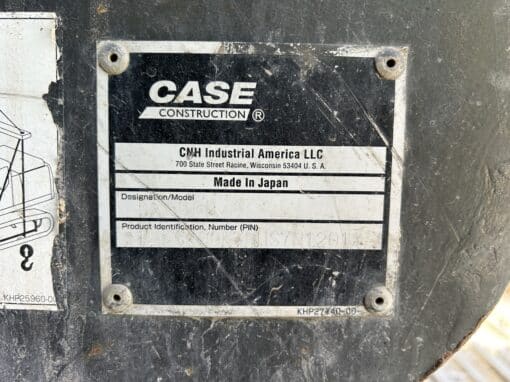 CASE
CONSTRUCTION ®
CNH Industrial America LLC
700 State Street Racine, Wisconsin 53404 U. S. A.
Made In Japan
Designation/Model
Product Identification, Number (PIN)
KHP27440-00